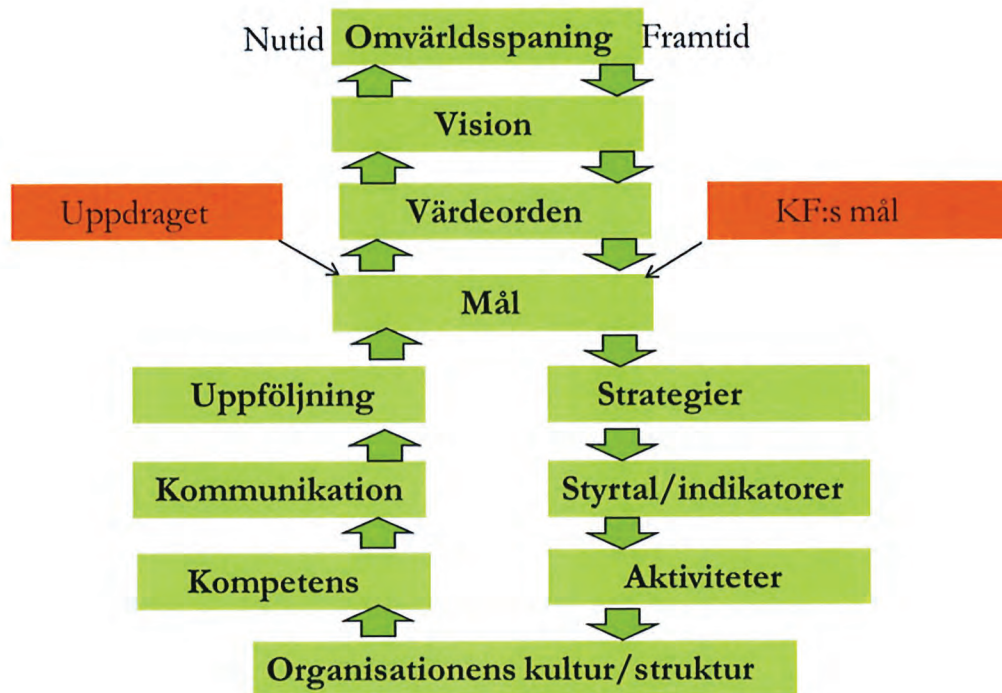 Nutid Omvärldsspaning Framtid
Vision
Uppdraget Värdeorden KF:s mål
Mål
Uppföljning Strategier
Kommunikation Styrtal/indikatorer
Kompetens Aktiviteter
Organisationens kultur/struktur